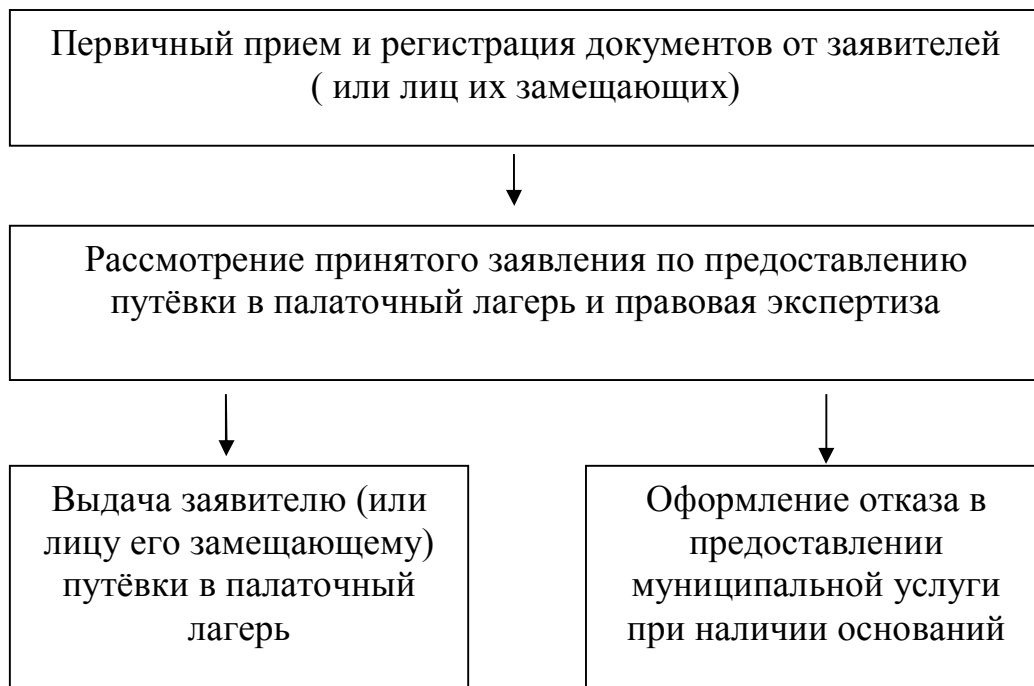 Первичный прием и регистрация документов от заявителей
( или лиц их замещающих)
Рассмотрение принятого заявления по предоставлению
путёвки в палаточный лагерь и правовая экспертиза
Выдача заявителю (или
лицу его замещающему)
путёвки в палаточный
лагерь
Оформление отказа в
предоставлении
муниципальной услуги
при наличии оснований